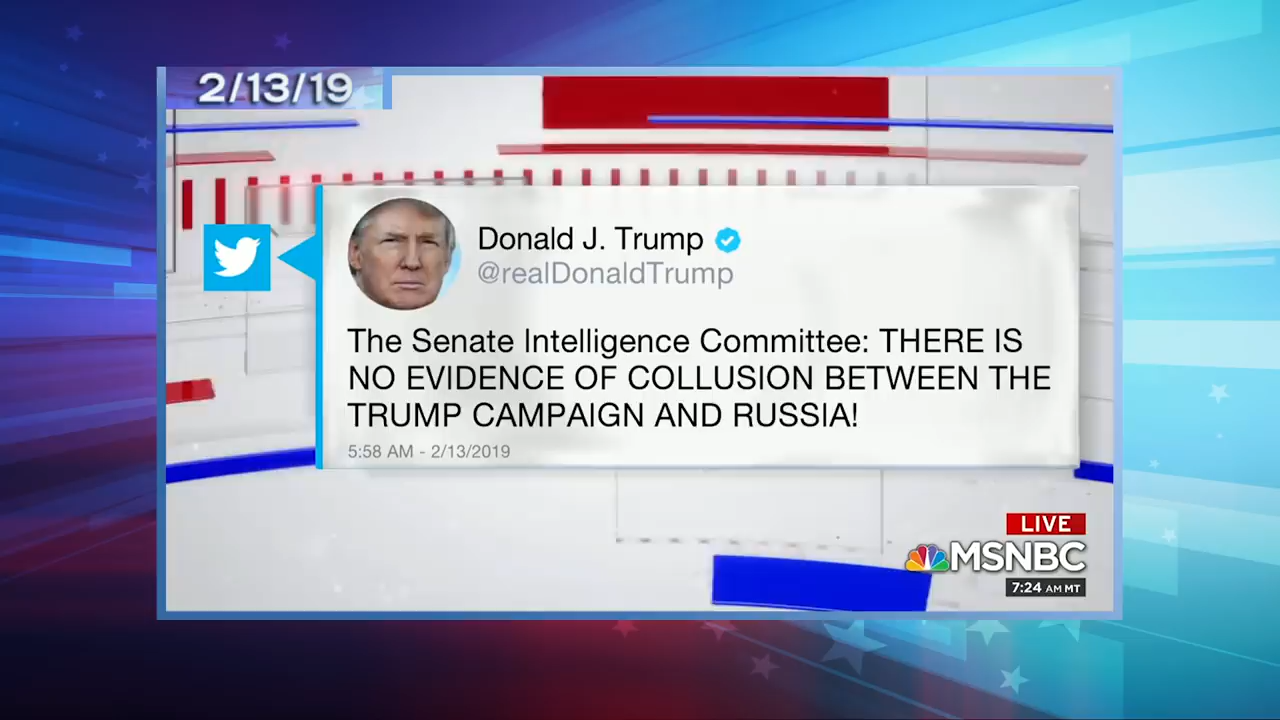 2/13/19
Donald J. Trump
@realDonaldTrump
The Senate Intelligence Committee: THERE IS
NO EVIDENCE OF COLLUSION BETWEEN THE
TRUMP CAMPAIGN AND RUSSIA!
5:58 AM - 2/13/2019
LIVE
MSNBC
7:24 AM MT